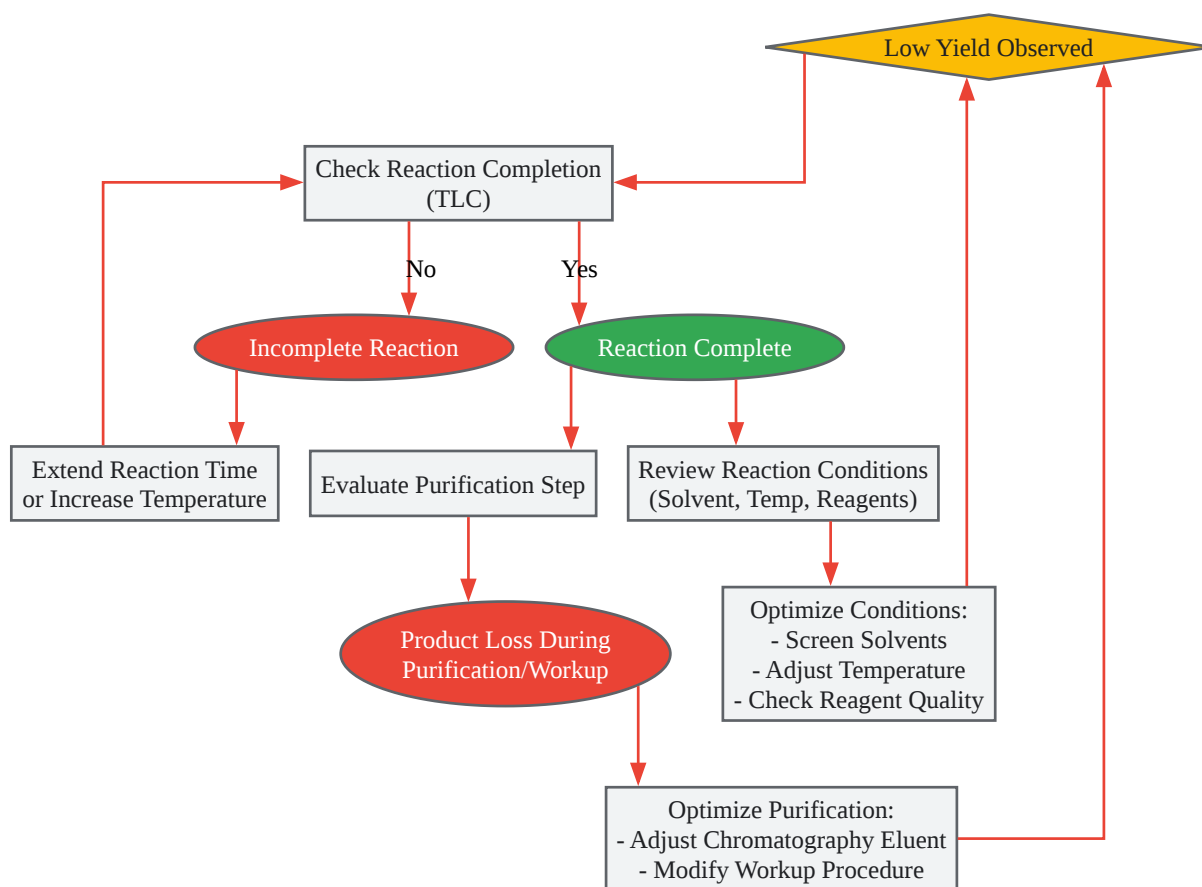 Low Yield Observed
Check Reaction Completion
(TLC)
No
Yes
Incomplete Reaction
Reaction Complete
Extend Reaction Time
or Increase Temperature
Evaluate Purification Step
Review Reaction Conditions
(Solvent, Temp, Reagents)
Product Loss During
Purification/Workup
Optimize Conditions:
- Screen Solvents
- Adjust Temperature
- Check Reagent Quality
Optimize Purification:
- Adjust Chromatography Eluent
- Modify Workup Procedure